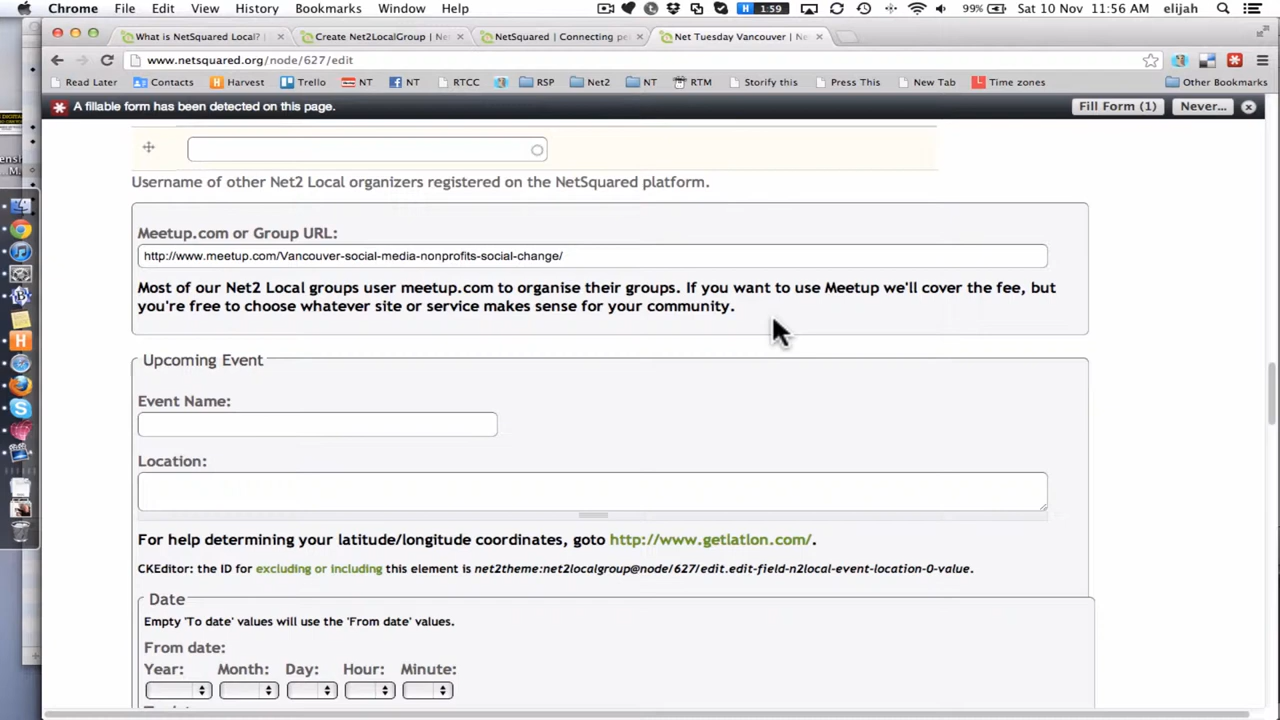 Chrome File Edit View History Bookmarks Window Help H 1:59 99% Sat 10 Nov 11:56 AM elijah
What is NetSquared Local? | Create Net2LocalGroup | Ne NetSquared | Connecting pe Net Tuesday Vancouver | Ne
www.netsquared.org/node/627/edit
Read Later Contacts Harvest Trello NT NT RTCC RSP Net2 NT RTM Storify this Press This New Tab Time zones Other Bookmarks
A fillable form has been detected on this page. Fill Form (1) Never...
Username of other Net2 Local organizers registered on the NetSquared platform.
Meetup.com or Group URL:
http://www.meetup.com/Vancouver-social-media-nonprofits-social-change/
Most of our Net2 Local groups user meetup.com to organise their groups. If you want to use Meetup we'll cover the fee, but
you're free to choose whatever site or service makes sense for your community.
Upcoming Event
Event Name:
Location:
For help determining your latitude/longitude coordinates, goto http://www.getlatlon.com/.
CKEditor: the ID for excluding or including this element is net2theme:net2localgroup@node/627/edit.edit-field-n2local-event-location-0-value.
Date
Empty 'To date' values will use the 'From date' values.
From date:
Year: Month: Day: Hour: Minute: